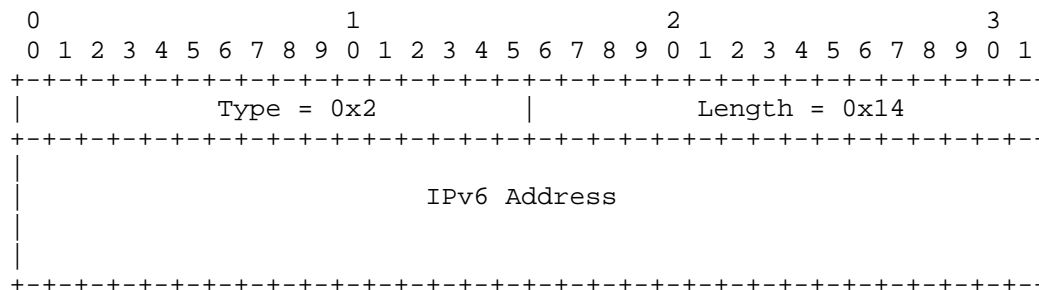 0                   1                   2                   3
 0 1 2 3 4 5 6 7 8 9 0 1 2 3 4 5 6 7 8 9 0 1 2 3 4 5 6 7 8 9 0 1
+-+-+-+-+-+-+-+-+-+-+-+-+-+-+-+-+-+-+-+-+-+-+-+-+-+-+-+-+-+-+-+-
|            Type = 0x2         |          Length = 0x14
+-+-+-+-+-+-+-+-+-+-+-+-+-+-+-+-+-+-+-+-+-+-+-+-+-+-+-+-+-+-+-+-
|
|                         IPv6 Address
|
|
+-+-+-+-+-+-+-+-+-+-+-+-+-+-+-+-+-+-+-+-+-+-+-+-+-+-+-+-+-+-+-+-